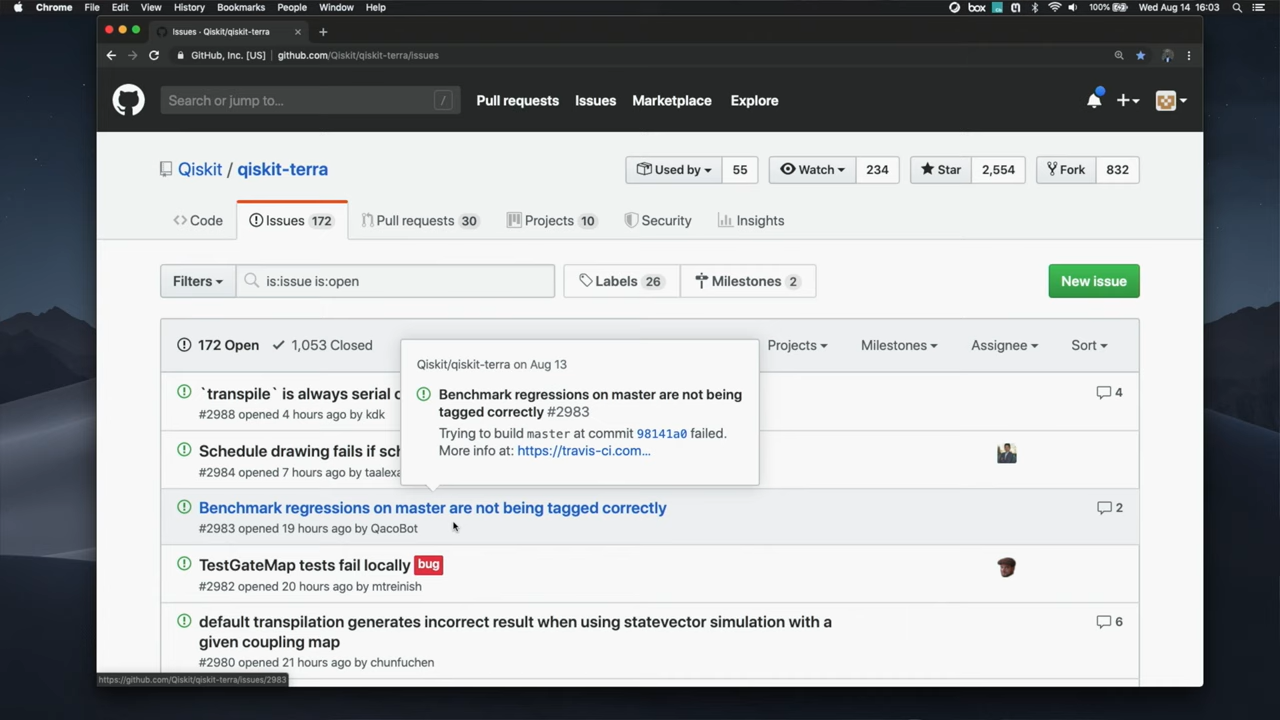 Chrome File Edit View History Bookmarks People Window Help
box 100% Wed Aug 14 16:03
Issues · Qiskit/qiskit-terra
GitHub, Inc. [US] github.com/Qiskit/qiskit-terra/issues
Search or jump to... /
Pull requests Issues Marketplace Explore
Qiskit / qiskit-terra
Used by 55 Watch 234 Star 2,554 Fork 832
Code Issues 172 Pull requests 30 Projects 10 Security Insights
Filters is:issue is:open Labels 26 Milestones 2 New issue
172 Open 1,053 Closed Projects Milestones Assignee Sort
Qiskit/qiskit-terra on Aug 13
Benchmark regressions on master are not being
tagged correctly #2983
Trying to build master at commit 98141a0 failed.
More info at: https://travis-ci.com...
`transpile` is always serial 4
#2988 opened 4 hours ago by kdk
Schedule drawing fails if
#2984 opened 7 hours ago by
Benchmark regressions on master are not being tagged correctly 2
#2983 opened 19 hours ago by QacoBot
TestGateMap tests fail locally bug
#2982 opened 20 hours ago by mtreinish
default transpilation generates incorrect result when using statevector simulation with a 6
given coupling map
#2980 opened 21 hours ago by chunfuchen
https://github.com/Qiskit/qiskit-terra/issues/2983